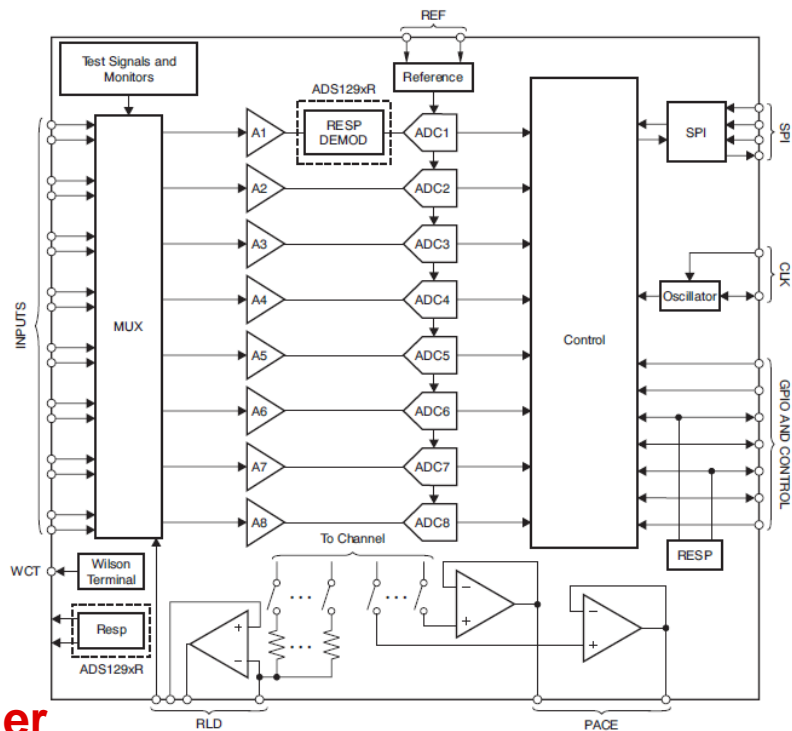 REF
Test Signals and
Monitors
ADS129xR
Reference
A1
RESP
DEMOD
ADC1
SPI
SPI
A2
ADC2
A3
ADC3
CLK
A4
ADC4
Oscillator
INPUTS
MUX
Control
A5
ADC5
A6
ADC6
GPIO AND CONTROL
A7
ADC7
A8
ADC8
To Channel
RESP
WCT
Wilson
Terminal
... ...
Resp
+
-
...
-
+
-
+
ADS129xR
RLD
PACE
er